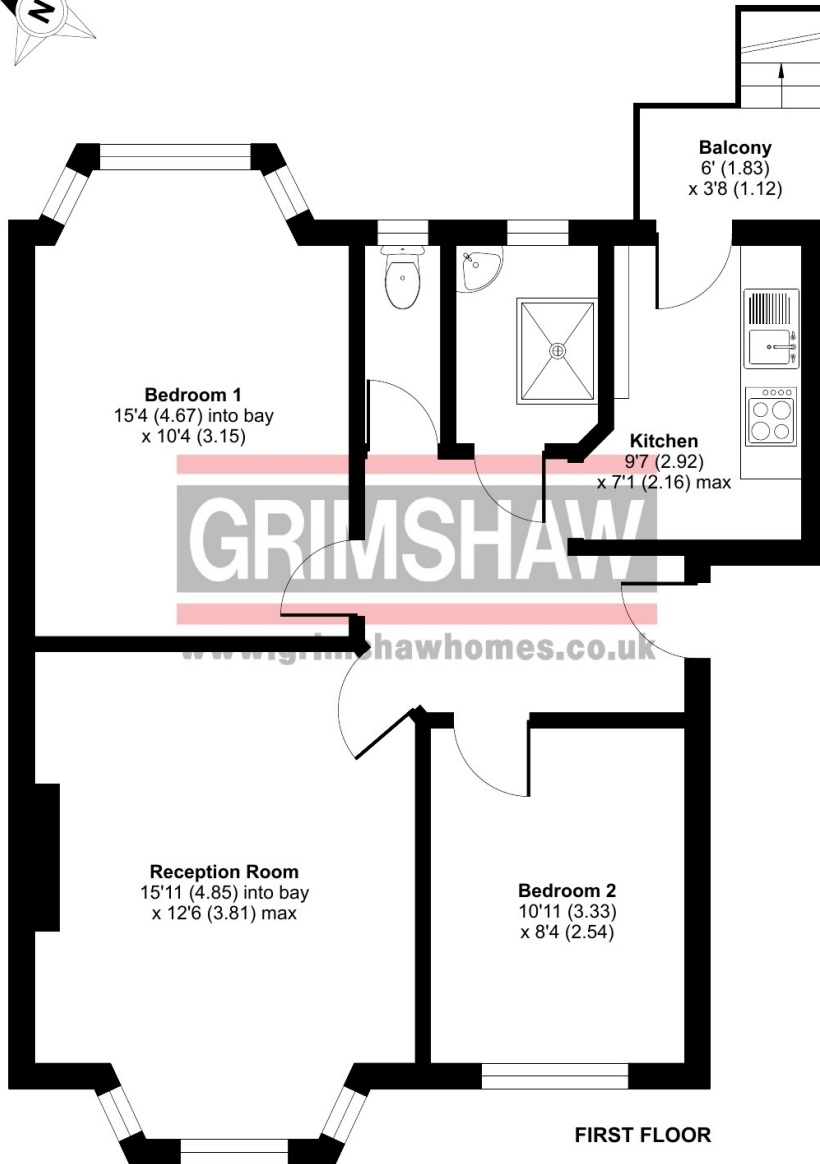 N
Balcony
6' (1.83)
x 3'8 (1.12)
Bedroom 1
15'4 (4.67) into bay
x 10'4 (3.15)
Kitchen
9'7 (2.92)
x 7'1 (2.16) max
GRIMSHAW
www.grimshawhomes.co.uk
Reception Room
15'11 (4.85) into bay
x 12'6 (3.81) max
Bedroom 2
10'11 (3.33)
x 8'4 (2.54)
FIRST FLOOR